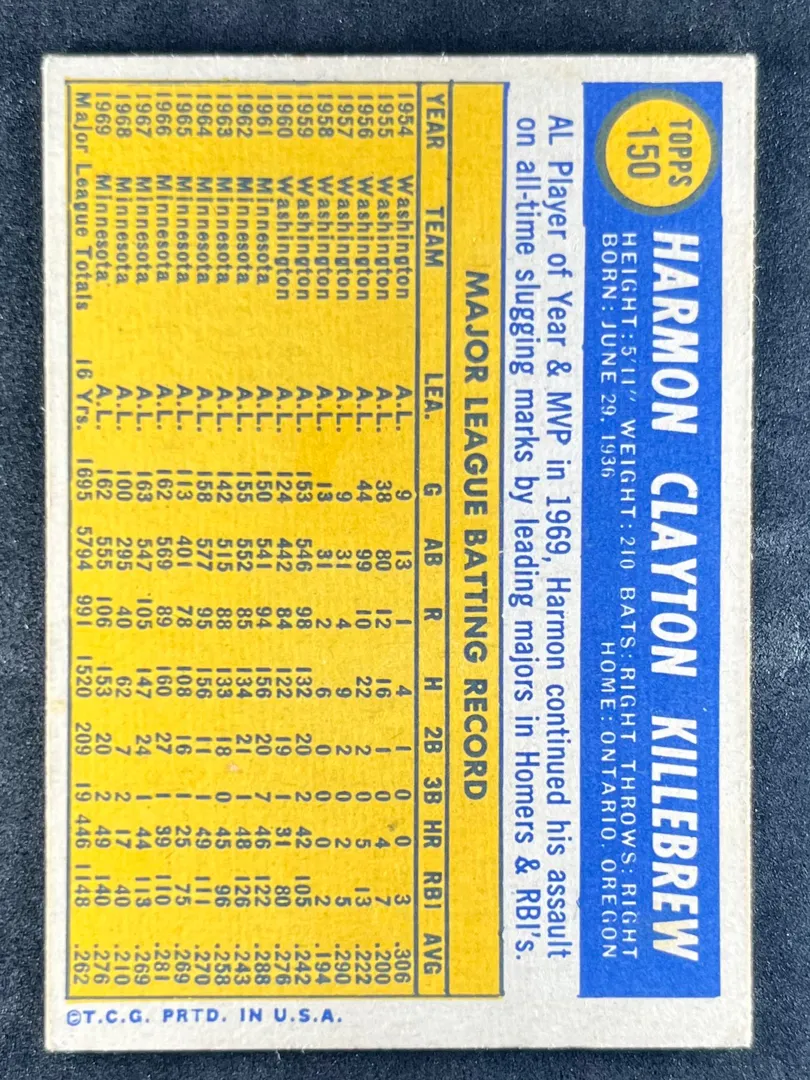 TOPPS
150
HARMON CLAYTON KILLEBREW
HEIGHT: 5'11" WEIGHT: 210 BATS: RIGHT THROWS: RIGHT
BORN: JUNE 29, 1936 HOME: ONTARIO, OREGON
AL Player of Year & MVP in 1969, Harmon continued his assault
on all-time slugging marks by leading majors in Homers & RBI's.
MAJOR LEAGUE BATTING RECORD
YEAR TEAM LEA. G AB R H 2B 3B HR RBI AVG
1954 Washington A.L. 9 13 1 4 1 0 0 3 .306
1955 Washington A.L. 38 80 12 16 1 0 4 7 .200
1956 Washington A.L. 44 99 10 22 2 0 5 13 .222
1957 Washington A.L. 9 31 4 9 2 0 2 5 .290
1958 Washington A.L. 13 31 2 6 0 0 0 2 .194
1959 Washington A.L. 153 546 98 132 20 2 42 105 .242
1960 Washington A.L. 124 442 84 122 19 1 31 80 .276
1961 Minnesota A.L. 150 541 94 156 20 7 46 122 .288
1962 Minnesota A.L. 155 552 85 134 21 1 48 126 .243
1963 Minnesota A.L. 142 515 88 133 18 0 45 96 .258
1964 Minnesota A.L. 158 577 95 156 11 1 49 111 .270
1965 Minnesota A.L. 113 401 78 108 16 1 25 75 .269
1966 Minnesota A.L. 162 569 89 160 27 1 39 110 .281
1967 Minnesota A.L. 163 547 105 147 24 1 44 113 .269
1968 Minnesota A.L. 100 295 40 62 7 2 17 40 .210
1969 Minnesota A.L. 162 555 106 153 20 2 49 140 .276
Major League Totals 16 Yrs. 1695 5794 991 1520 209 19 446 1148 .262
©T.C.G. PRTD. IN U.S.A.